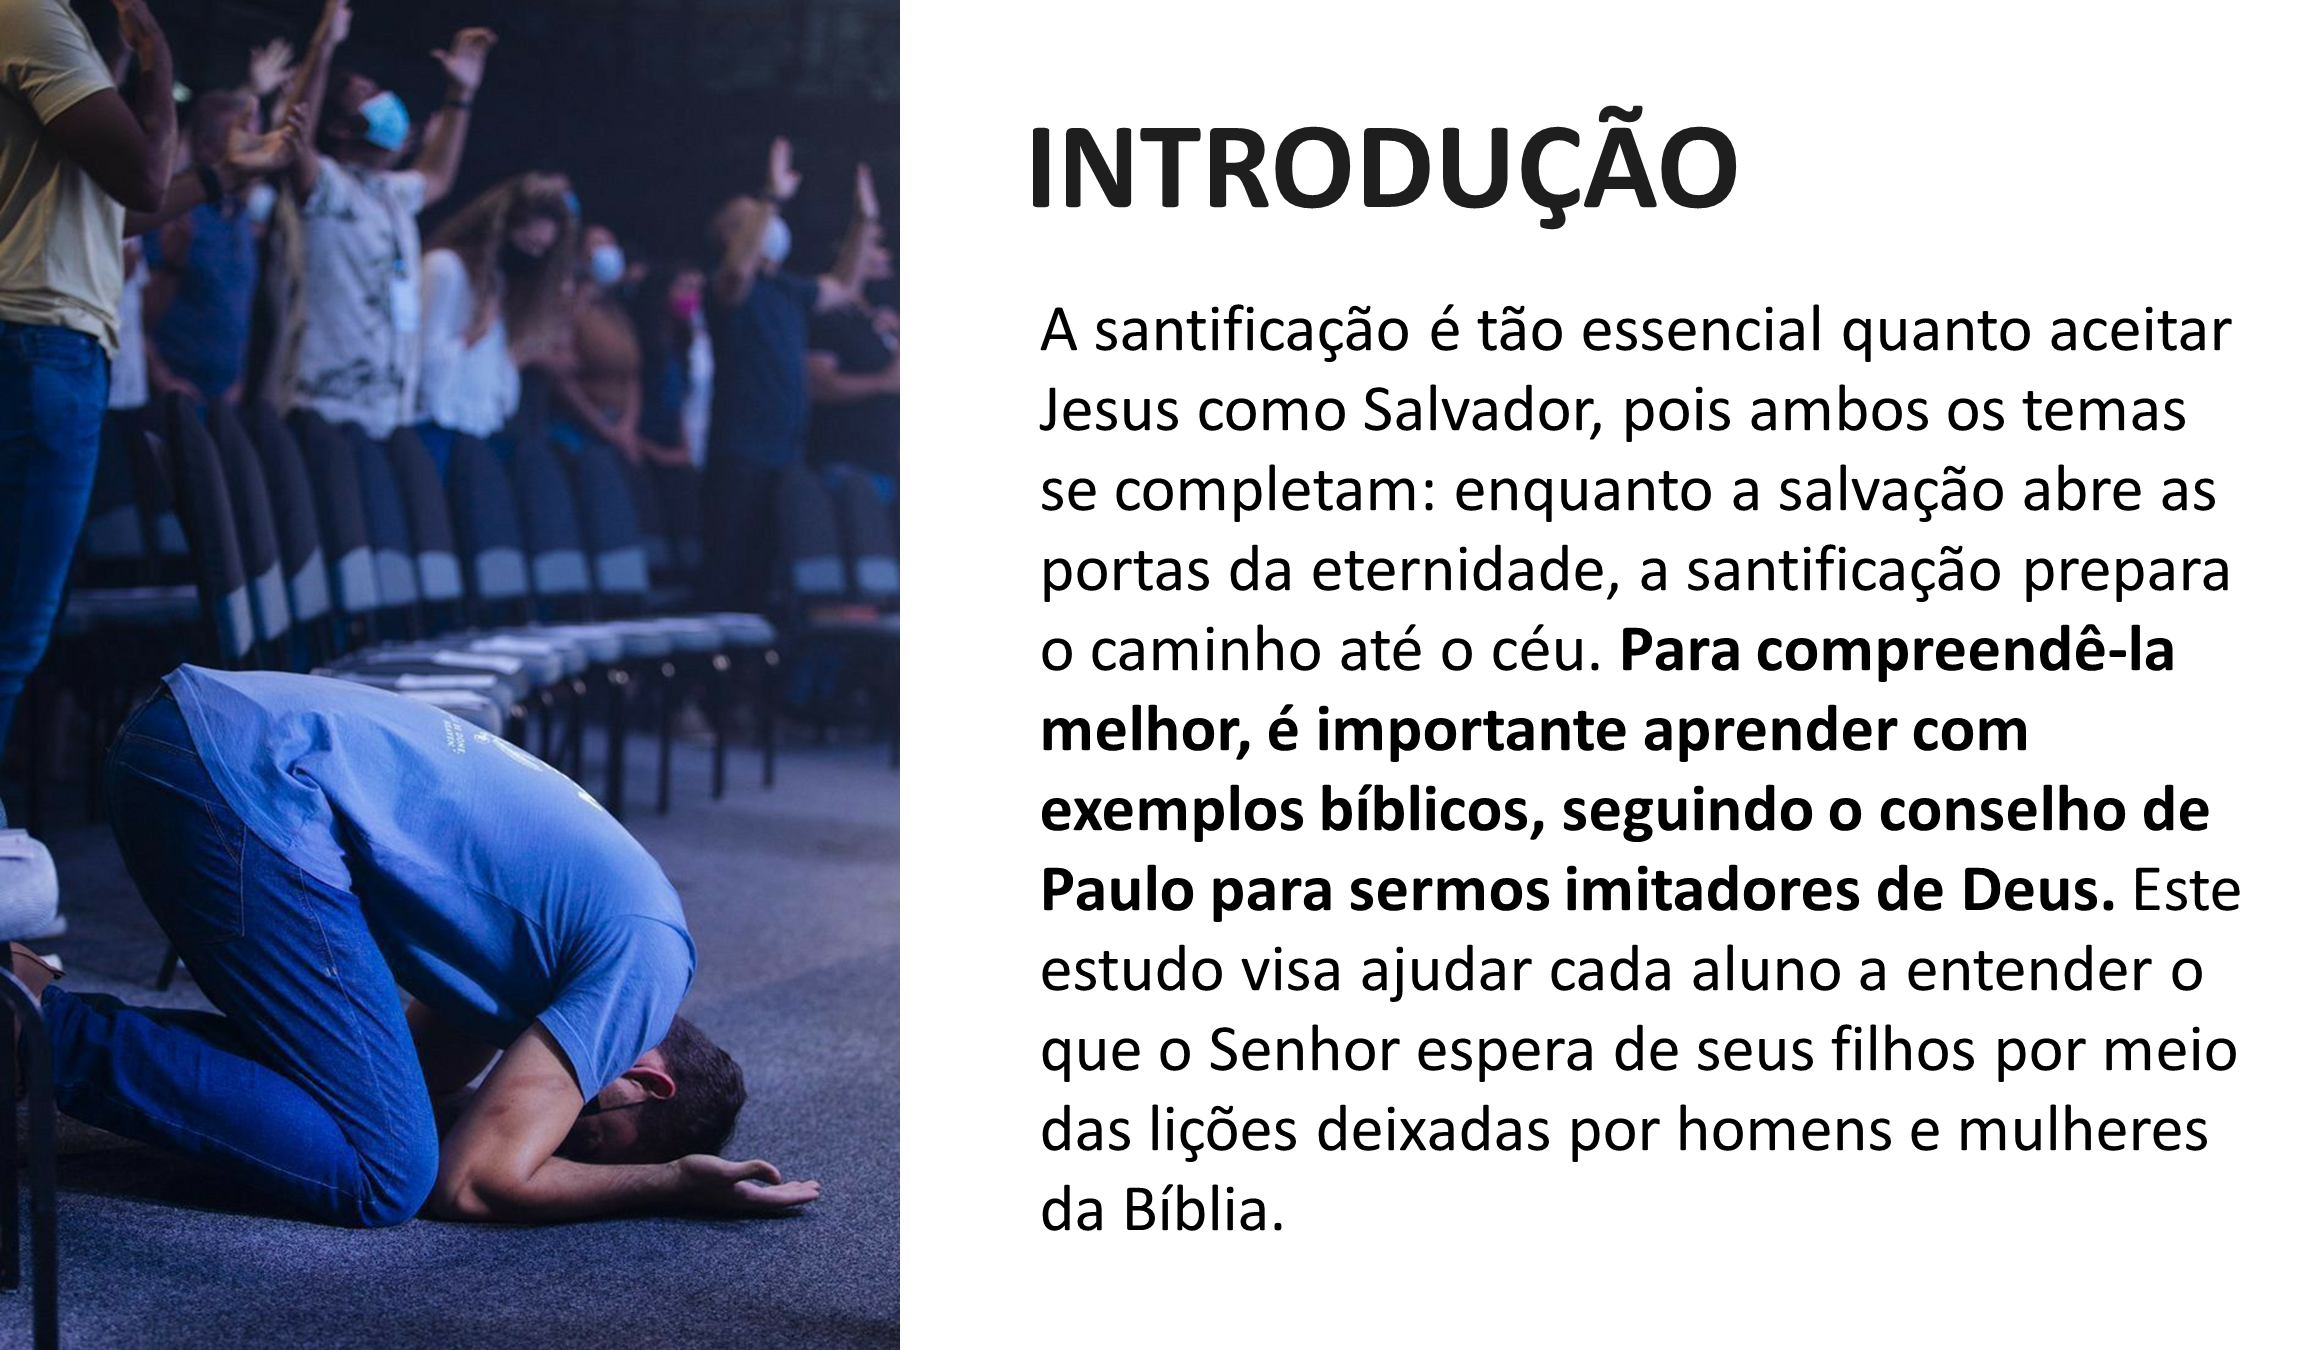 INTRODUÇÃO
A santificação é tão essencial quanto aceitar
Jesus como Salvador, pois ambos os temas
se completam: enquanto a salvação abre as
portas da eternidade, a santificação prepara
o caminho até o céu. Para compreendê-la
melhor, é importante aprender com
exemplos bíblicos, seguindo o conselho de
Paulo para sermos imitadores de Deus. Este
estudo visa ajudar cada aluno a entender o
que o Senhor espera de seus filhos por meio
das lições deixadas por homens e mulheres
da Bíblia.